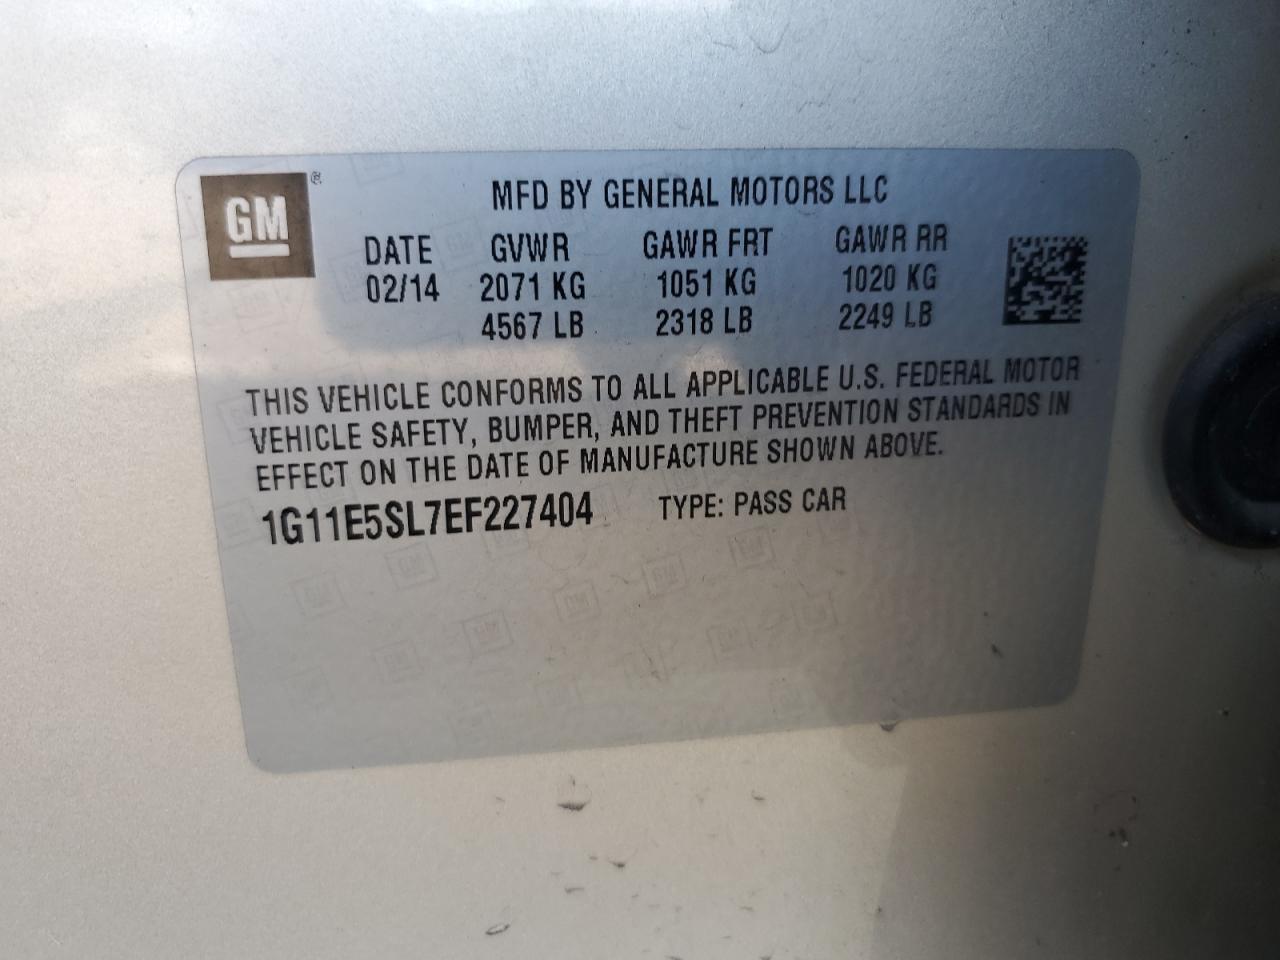 GM ®
MFD BY GENERAL MOTORS LLC
DATE GVWR GAWR FRT GAWR RR
02/14 2071 KG 1051 KG 1020 KG
4567 LB 2318 LB 2249 LB
THIS VEHICLE CONFORMS TO ALL APPLICABLE U.S. FEDERAL MOTOR
VEHICLE SAFETY, BUMPER, AND THEFT PREVENTION STANDARDS IN
EFFECT ON THE DATE OF MANUFACTURE SHOWN ABOVE.
1G11E5SL7EF227404 TYPE: PASS CAR